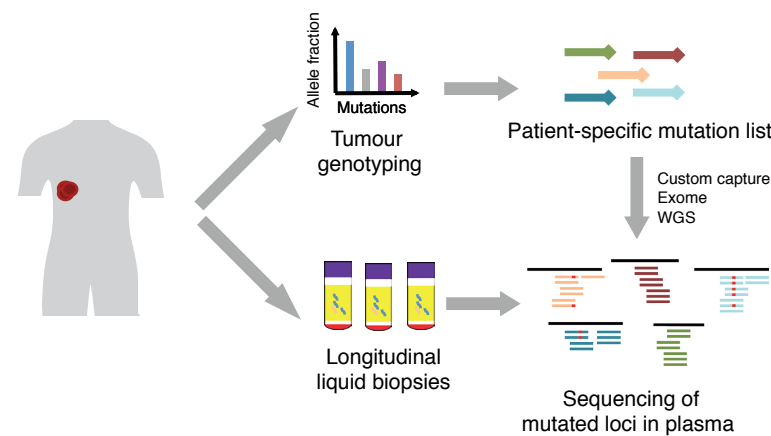 Allele fraction
Mutations
Tumour
genotyping
Patient-specific mutation list
Custom capture
Exome
WGS
Longitudinal
liquid biopsies
Sequencing of
mutated loci in plasma